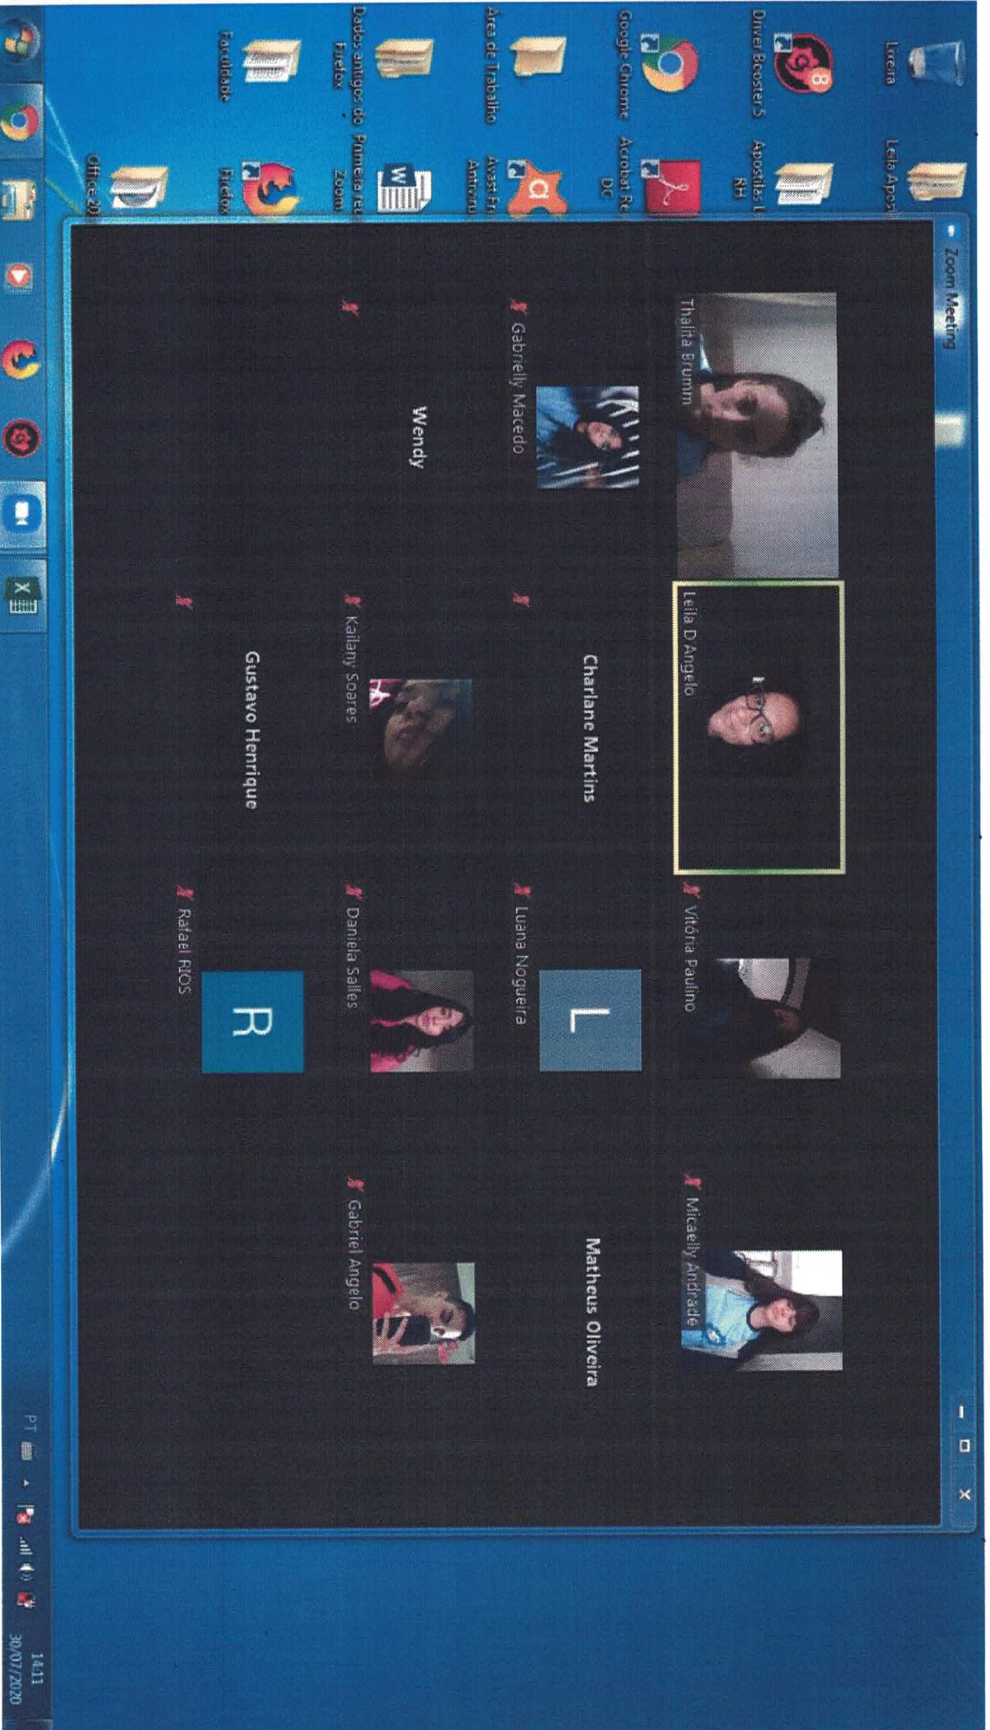 Lixeira
Leila Apos
Driver Booster 5
Apostilas L
RH
Google Chrome
Acrobat Re
DC
Área de Trabalho
Avast Fr
Antivíru
Dados antigos do
Firefox
Primeira reu
Zoom
Faculdade
Firefox
Office 20
Zoom Meeting
Thalita Brumm
Leila D'Angelo
Vitória Paulino
Micaelly Andrade
Gabrielly Macedo
Charlane Martins
L
Luana Nogueira
Matheus Oliveira
Wendy
Kailany Soares
Daniela Salles
Gabriel Angelo
Gustavo Henrique
R
Rafael RIOS
PT
14:11
30/07/2020